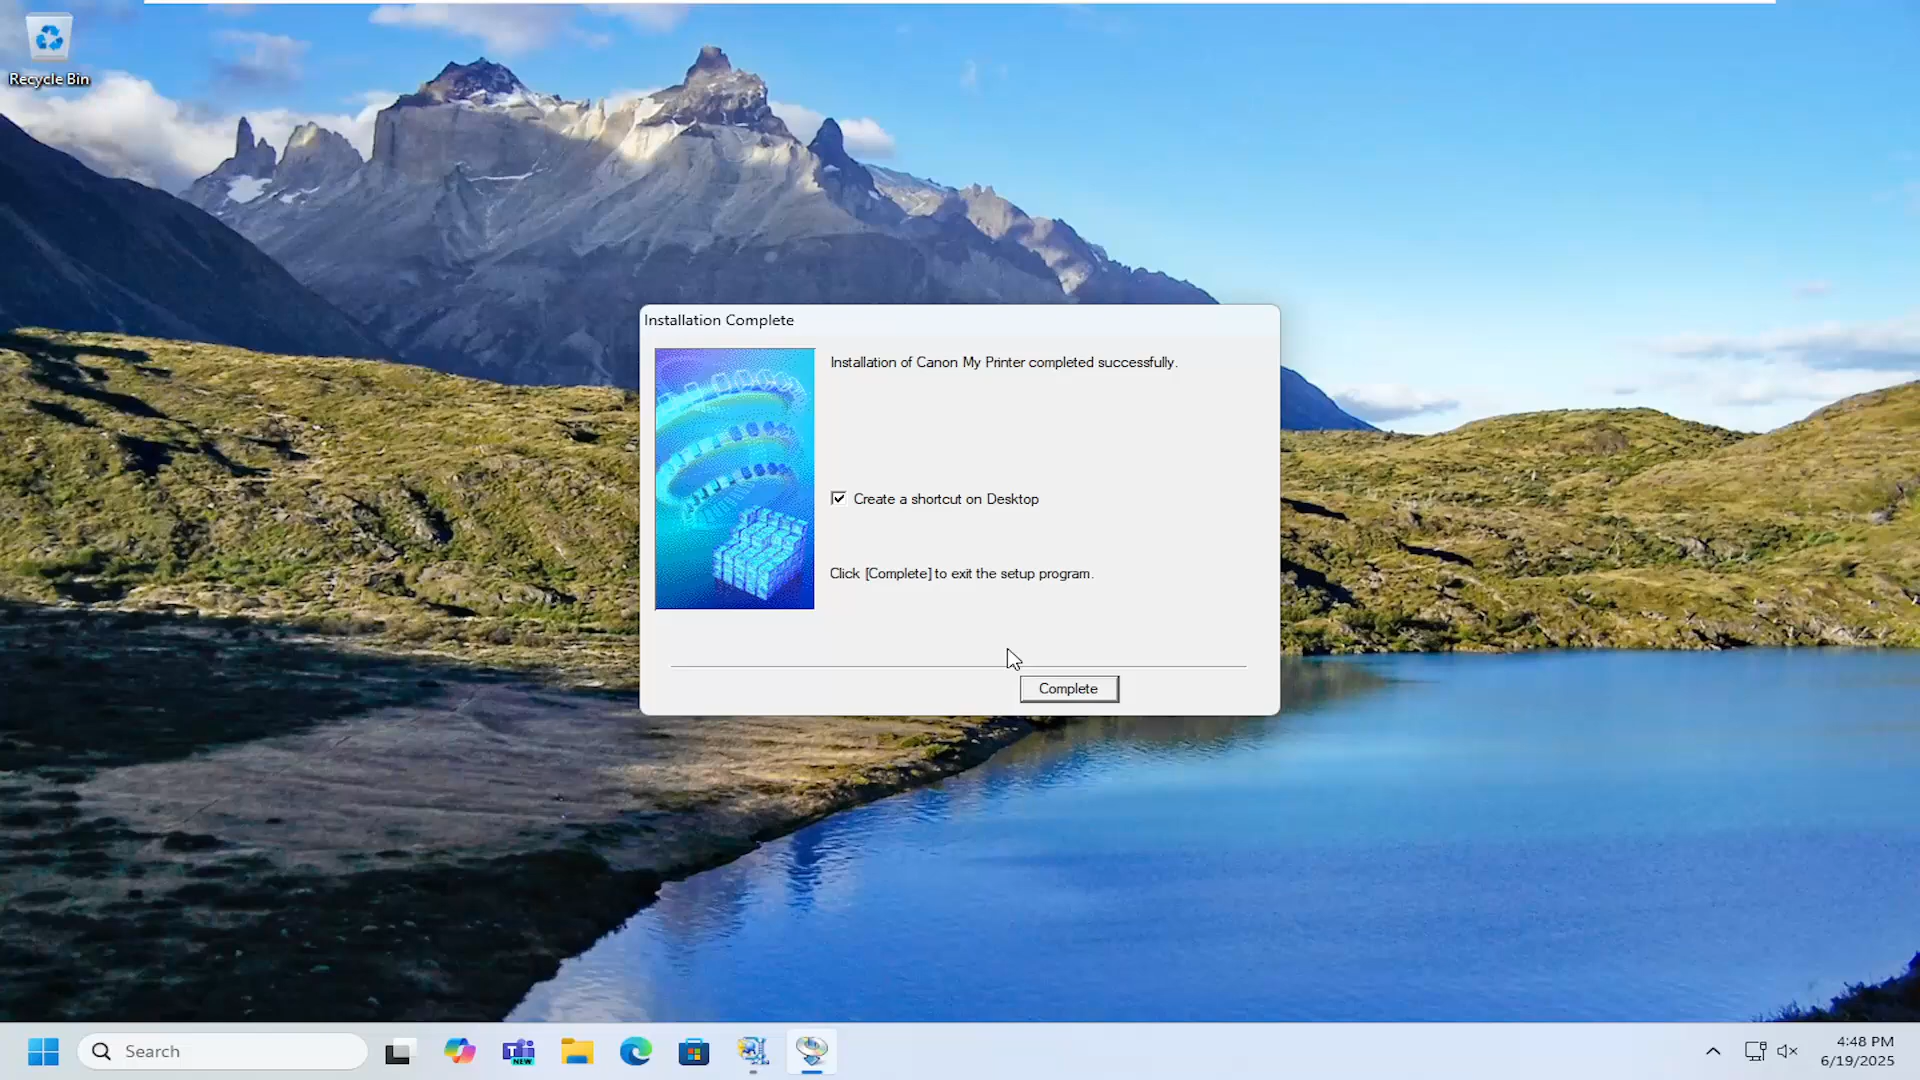 Recycle Bin
Installation Complete
Installation of Canon My Printer completed successfully.
Create a shortcut on Desktop
Click [Complete] to exit the setup program.
Complete
Search
NEW
4:48 PM
6/19/2025